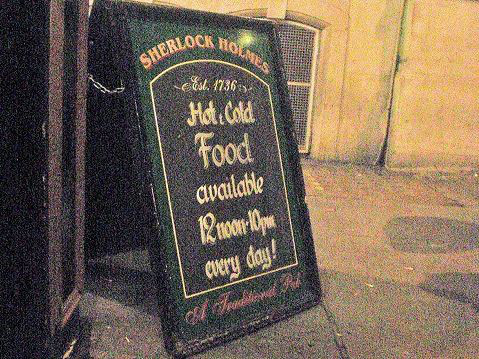 SHERLOCK HOLMES
Est. 1736
Hot & Cold
Food
available
12 noon-10pm
every day!
A Traditional Pub